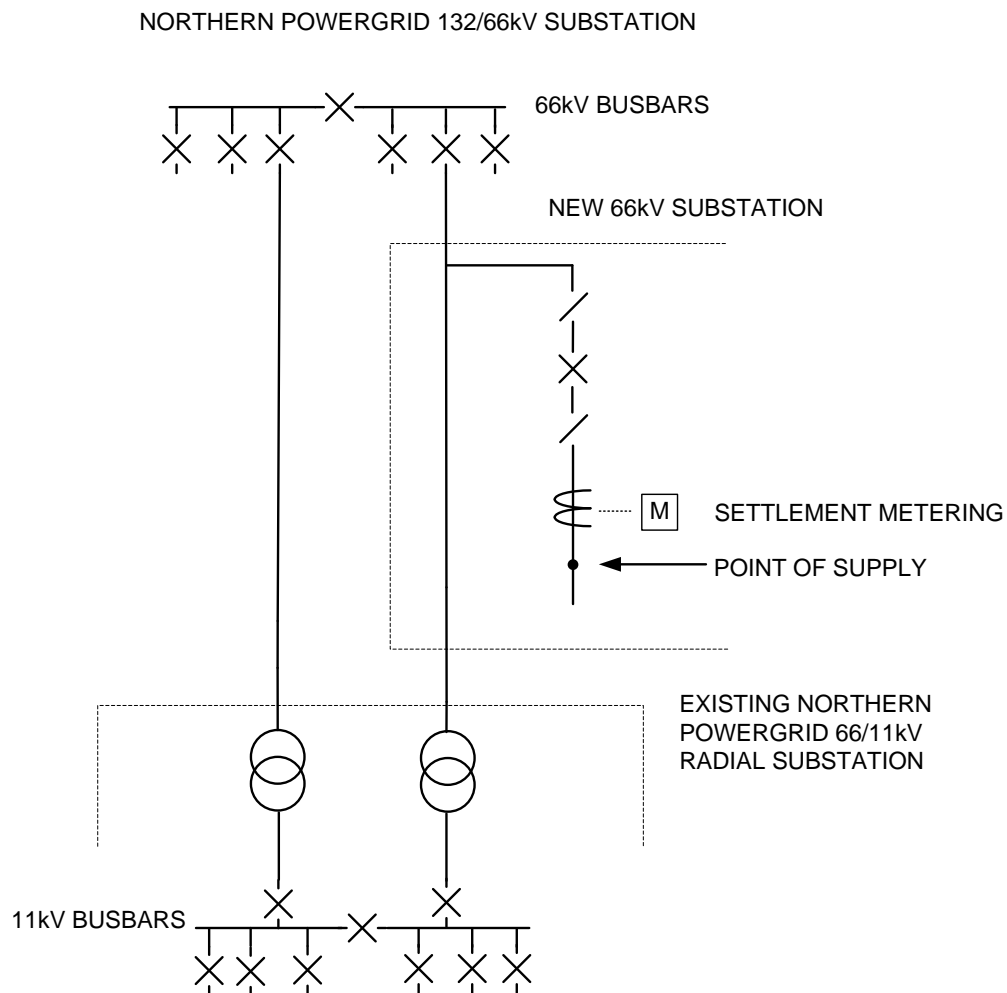 NORTHERN POWERGRID 132/66kV SUBSTATION
66kV BUSBARS
NEW 66kV SUBSTATION
M
SETTLEMENT METERING
POINT OF SUPPLY
EXISTING NORTHERN
POWERGRID 66/11kV
RADIAL SUBSTATION
11kV BUSBARS